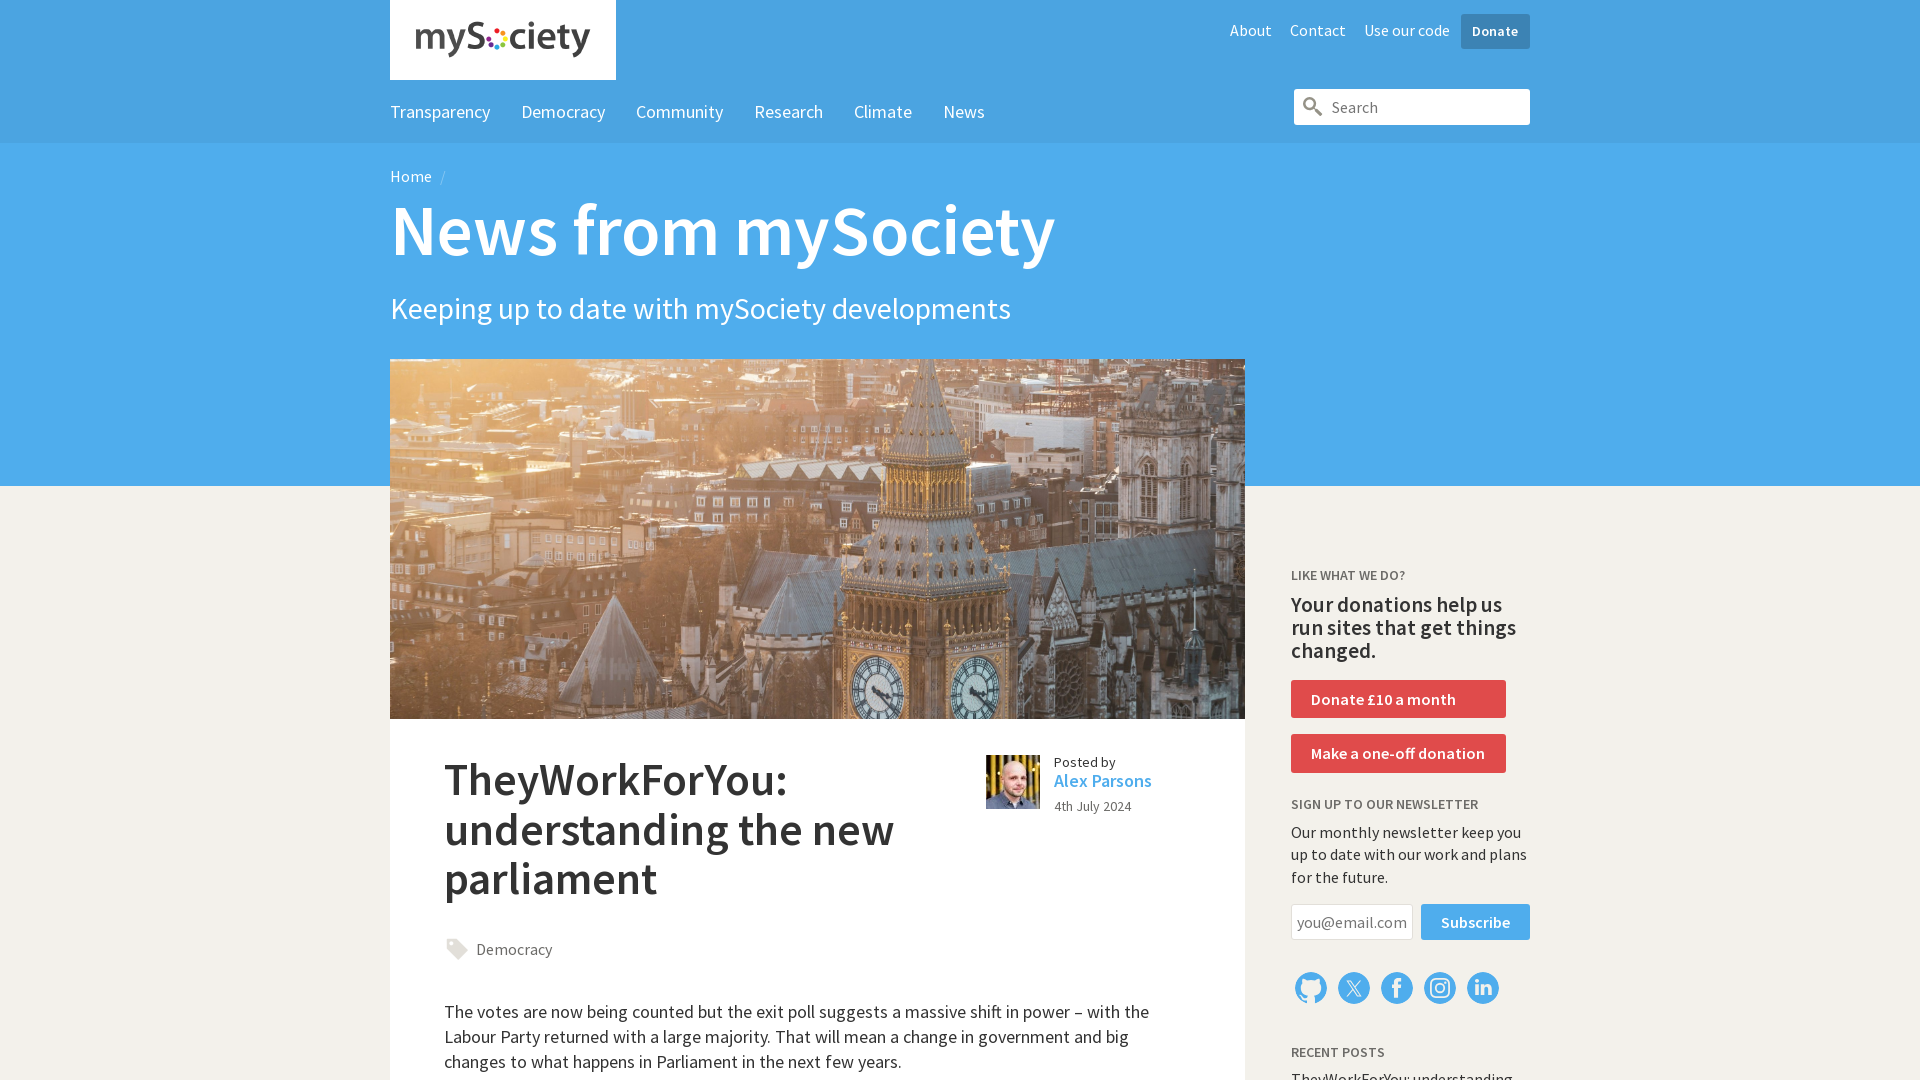 mySociety
About
Contact
Use our code
Donate
Transparency
Democracy
Community
Research
Climate
News
Search
Home /
News from mySociety
Keeping up to date with mySociety developments
TheyWorkForYou:
understanding the new
parliament
Posted by
Alex Parsons
4th July 2024
Democracy
The votes are now being counted but the exit poll suggests a massive shift in power – with the
Labour Party returned with a large majority. That will mean a change in government and big
changes to what happens in Parliament in the next few years.
LIKE WHAT WE DO?
Your donations help us
run sites that get things
changed.
Donate £10 a month
Make a one-off donation
SIGN UP TO OUR NEWSLETTER
Our monthly newsletter keep you
up to date with our work and plans
for the future.
you@email.com
Subscribe
RECENT POSTS
TheyWorkForYou: understanding